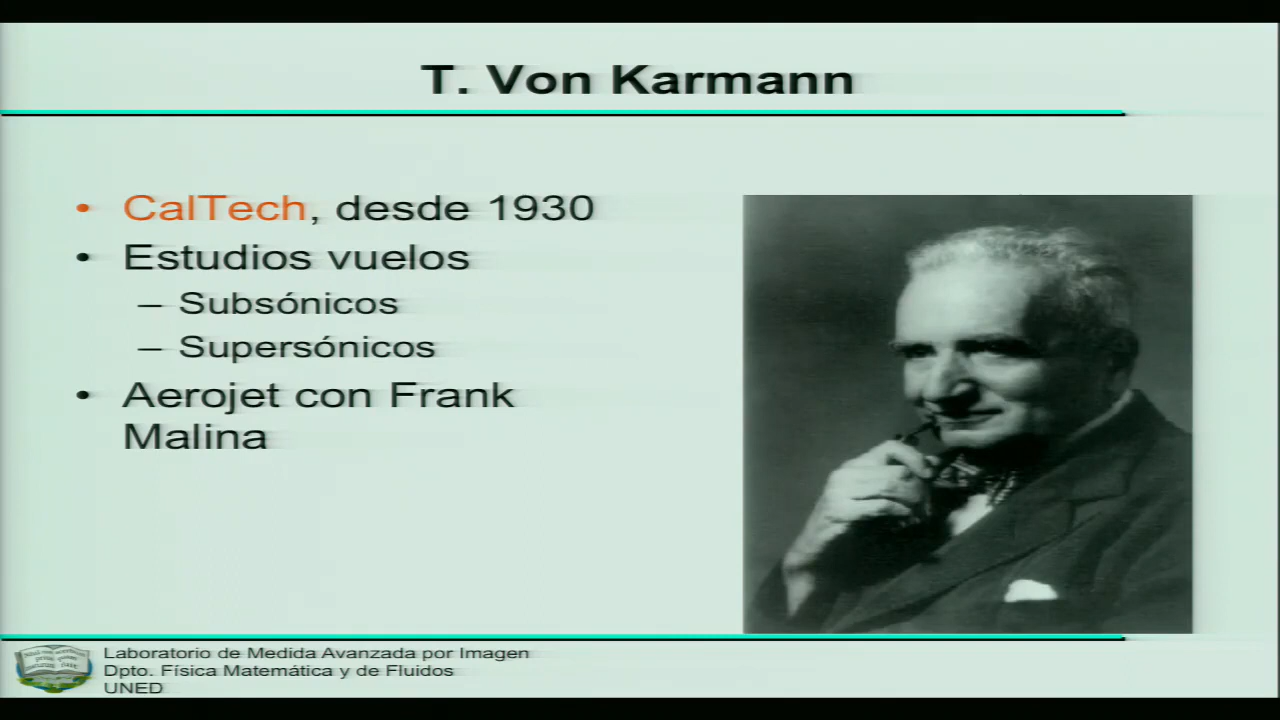 T. Von Karmann
• CalTech, desde 1930
• Estudios vuelos
– Subsónicos
– Supersónicos
• Aerojet con Frank
Malina
Laboratorio de Medida Avanzada por Imagen
Dpto. Física Matemática y de Fluidos
UNED